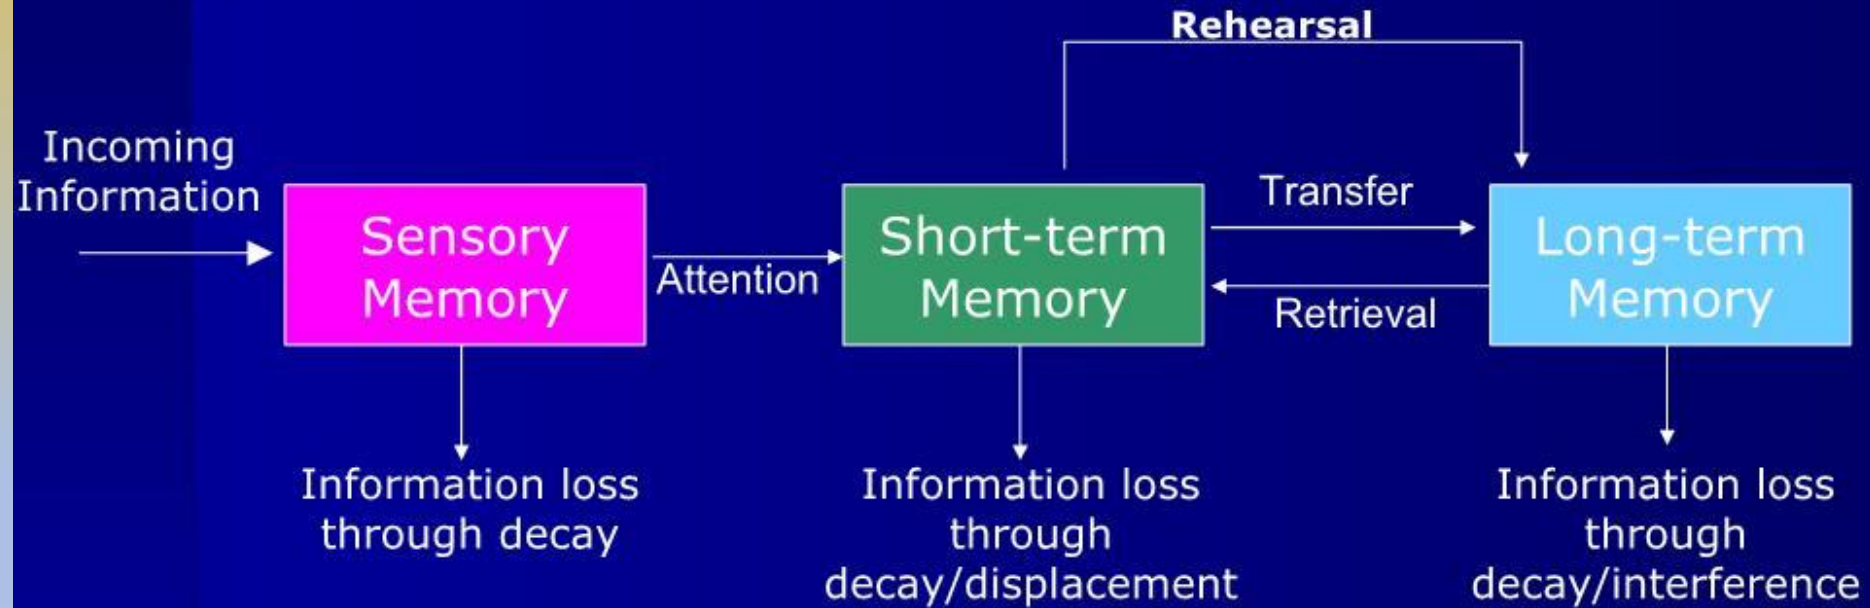 Rehearsal
Incoming
Information
Sensory
Memory
Attention
Short-term
Memory
Transfer
Retrieval
Long-term
Memory
Information loss
through decay
Information loss
through
decay/displacement
Information loss
through
decay/interference